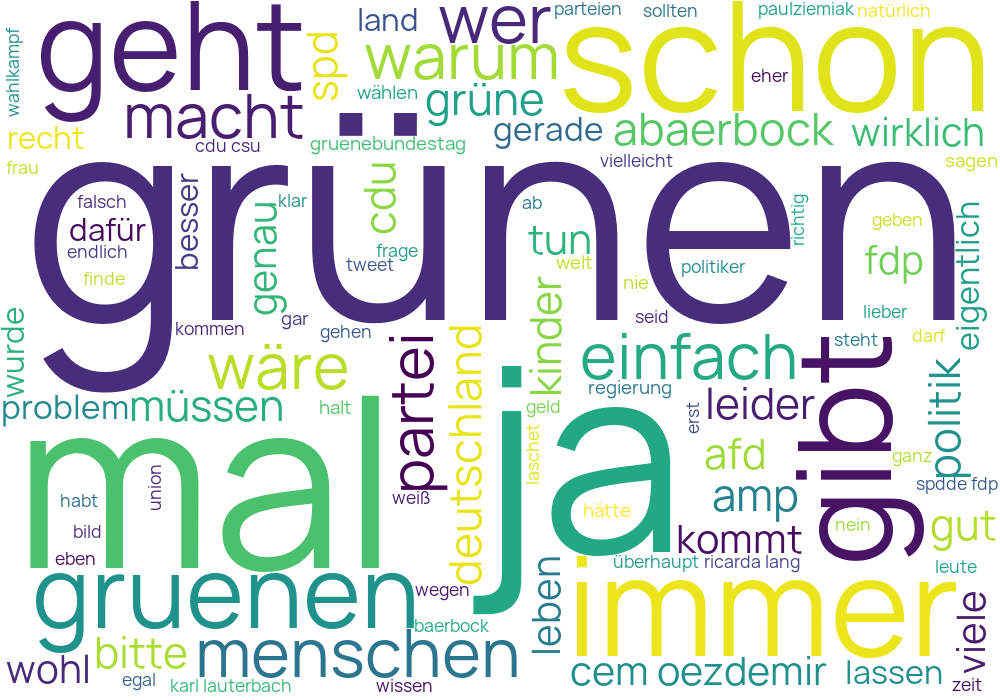 geht
land
wer
parteien
sollten
paulziemiak
natürlich
wahlkampf
spd
warum
schon
eher
wählen
grüne
macht
recht
cdu csu
gruenebundestag
gerade
abaerbock
wirklich
frau
vielleicht
sagen
grünen
falsch
dafür
endlich
finde
besser
klar
genau
cdu
frage
tweet
ab
tun
welt
nie
politiker
richtig
geben
fdp
eigentlich
kommen
gar
gehen
seid
lieber
wurde
wäre
partei
deutschland
kinder
einfach
steht
darf
problem
müssen
halt
geld
regierung
erst
leider
gibt
politik
mal
ja
laschet
afd
ganz
habt
union
weiß
hätte
amp
spdde fdp
bild
kommt
nein
gut
eben
überhaupt
ricarda lang
leute
gruenen
wegen
leben
immer
viele
baerbock
wohl
bitte
menschen
cem oezdemir
lassen
egal
karl lauterbach
wissen
zeit